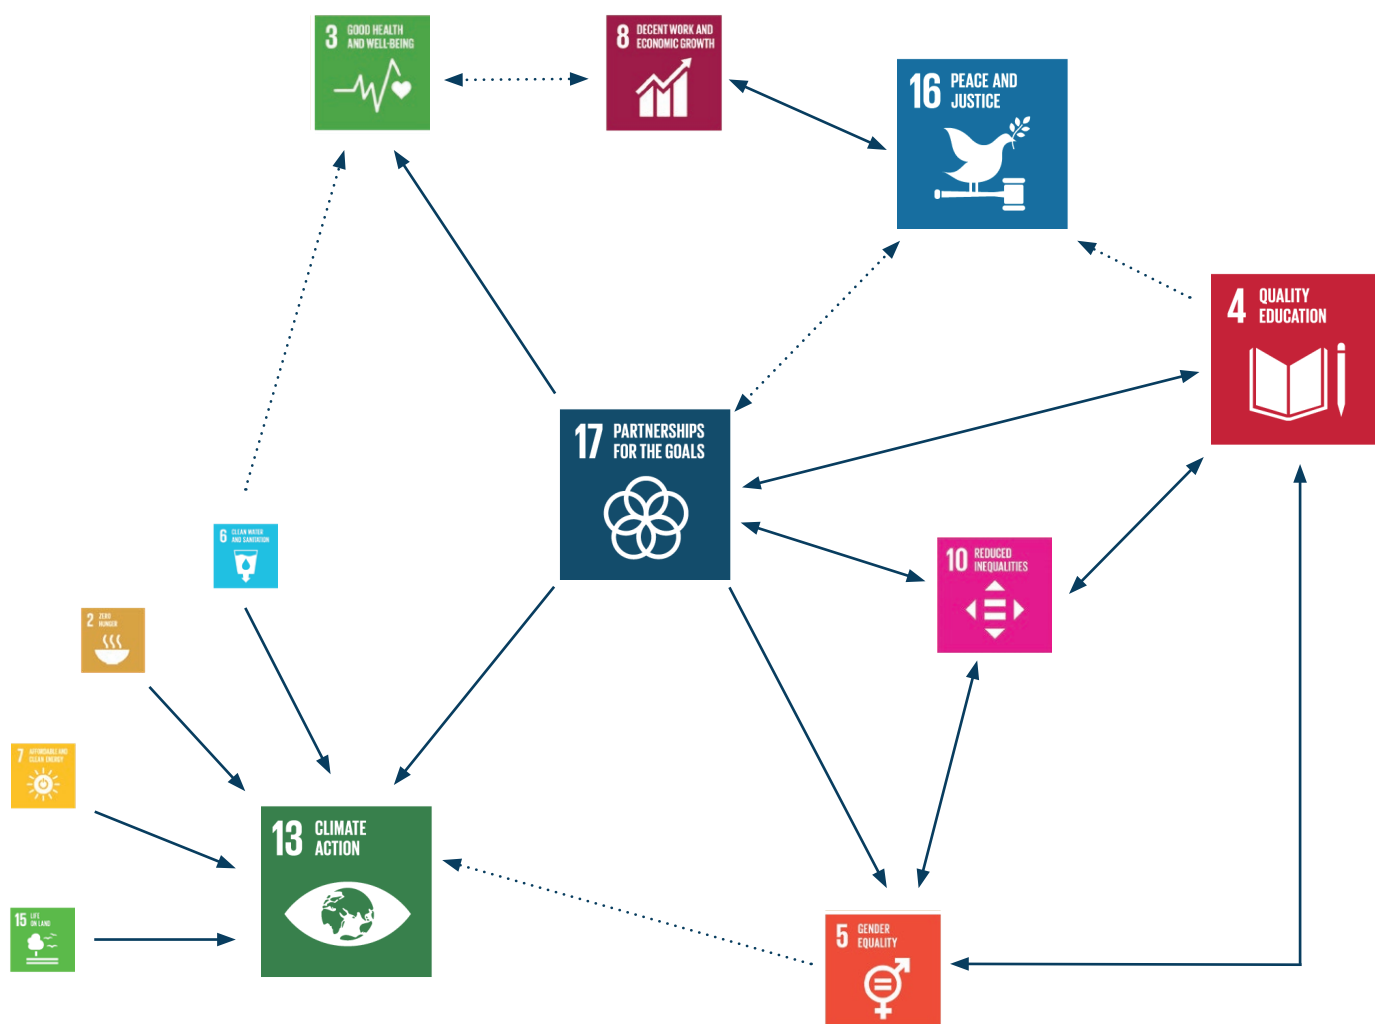 3 GOOD HEALTH
AND WELL-BEING
8 DECENT WORK AND
ECONOMIC GROWTH
16 PEACE AND
JUSTICE
4 QUALITY
EDUCATION
17 PARTNERSHIPS
FOR THE GOALS
6 CLEAN WATER
AND SANITATION
10 REDUCED
INEQUALITIES
2 ZERO
HUNGER
7 AFFORDABLE AND
CLEAN ENERGY
13 CLIMATE
ACTION
15 LIFE
ON LAND
5 GENDER
EQUALITY